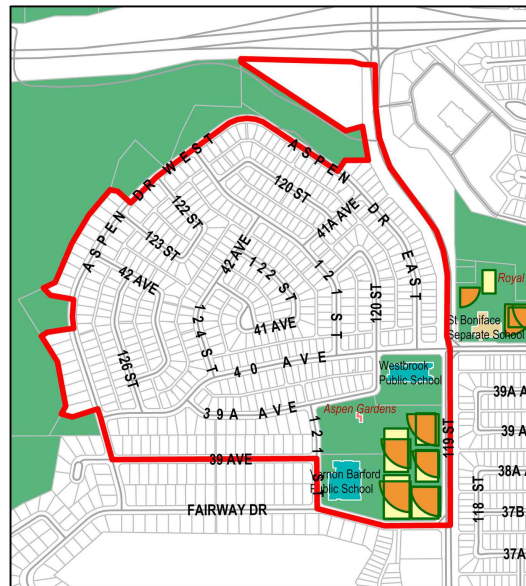 ASPEN DR WEST
ASPEN DR EAST
120 ST
41A AVE
122 ST
123 ST
42 AVE
122 ST
121 ST
42 AVE
120 ST
Royal
St Boniface
Separate School
124 ST
41 AVE
40 AVE
126 ST
Westbrook
Public School
39A A
39A AVE
Aspen Gardens
121 ST
119 ST
39 A
39 AVE
38A A
Vernon Barford
Public School
118 ST
FAIRWAY DR
37B
37A